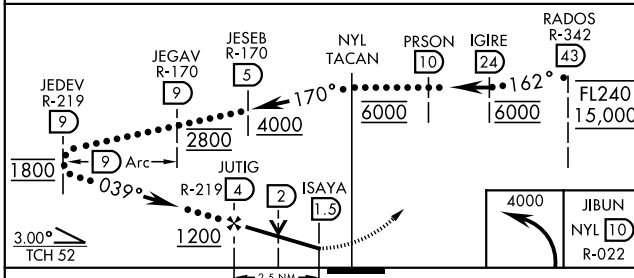 RADOS
R-342
43
JESEB
R-170
5
NYL
TACAN
PRSON
10
IGIRE
24
JEGAV
R-170
9
JEDEV
R-219
9
162°
FL240
15,000
170°
6000
6000
4000
2800
1800
9 Arc
JUTIG
R-219 4
2
ISAYA
1.5
039°
1200
3.00°
TCH 52
4000
JIBUN
NYL 10
R-022
2.5 NM